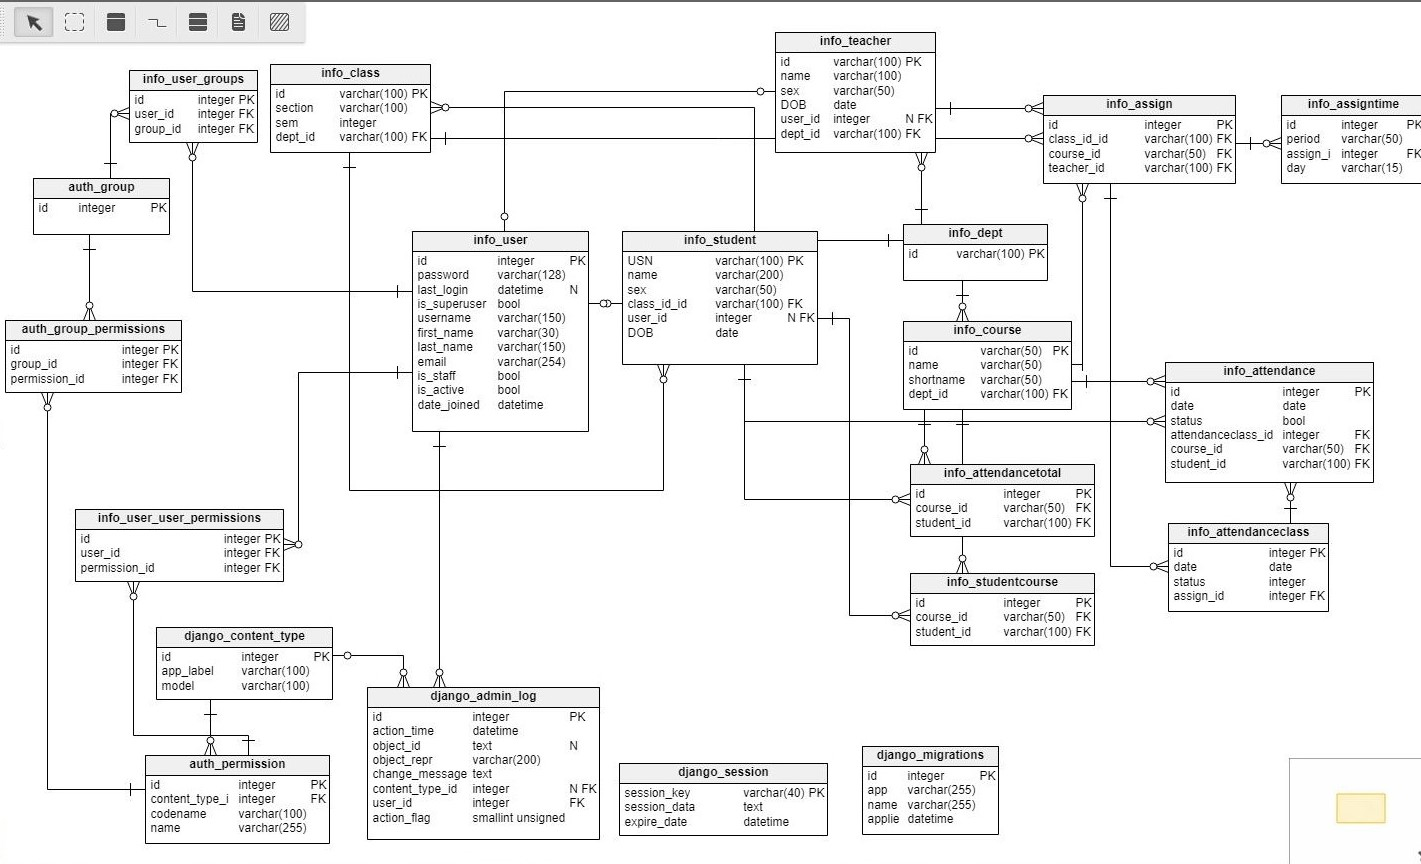 info_teacher
id varchar(100) PK
name varchar(100)
sex varchar(50)
DOB date
user_id integer N FK
dept_id varchar(100) FK
info_user_groups
id integer PK
user_id integer FK
group_id integer FK
info_class
id varchar(100) PK
section varchar(100)
sem integer
dept_id varchar(100) FK
info_assign
id integer PK
class_id_id varchar(100) FK
course_id varchar(50) FK
teacher_id varchar(100) FK
info_assigntime
id integer PK
period varchar(50)
assign_i integer FK
day varchar(15)
auth_group
id integer PK
info_user
id integer PK
password varchar(128)
last_login datetime N
is_superuser bool
username varchar(150)
first_name varchar(30)
last_name varchar(150)
email varchar(254)
is_staff bool
is_active bool
date_joined datetime
info_student
USN varchar(100) PK
name varchar(200)
sex varchar(50)
class_id_id varchar(100) FK
user_id integer N FK
DOB date
info_dept
id varchar(100) PK
auth_group_permissions
id integer PK
group_id integer FK
permission_id integer FK
info_course
id varchar(50) PK
name varchar(50)
shortname varchar(50)
dept_id varchar(100) FK
info_attendance
id integer PK
date date
status bool
attendanceclass_id integer FK
course_id varchar(50) FK
student_id varchar(100) FK
info_attendancetotal
id integer PK
course_id varchar(50) FK
student_id varchar(100) FK
info_user_user_permissions
id integer PK
user_id integer FK
permission_id integer FK
info_attendanceclass
id integer PK
date date
status integer
assign_id integer FK
info_studentcourse
id integer PK
course_id varchar(50) FK
student_id varchar(100) FK
django_content_type
id integer PK
app_label varchar(100)
model varchar(100)
django_admin_log
id integer PK
action_time datetime
object_id text N
object_repr varchar(200)
change_message text
content_type_id integer N FK
user_id integer FK
action_flag smallint unsigned
auth_permission
id integer PK
content_type_i integer FK
codename varchar(100)
name varchar(255)
django_session
session_key varchar(40) PK
session_data text
expire_date datetime
django_migrations
id integer PK
app varchar(255)
name varchar(255)
applie datetime